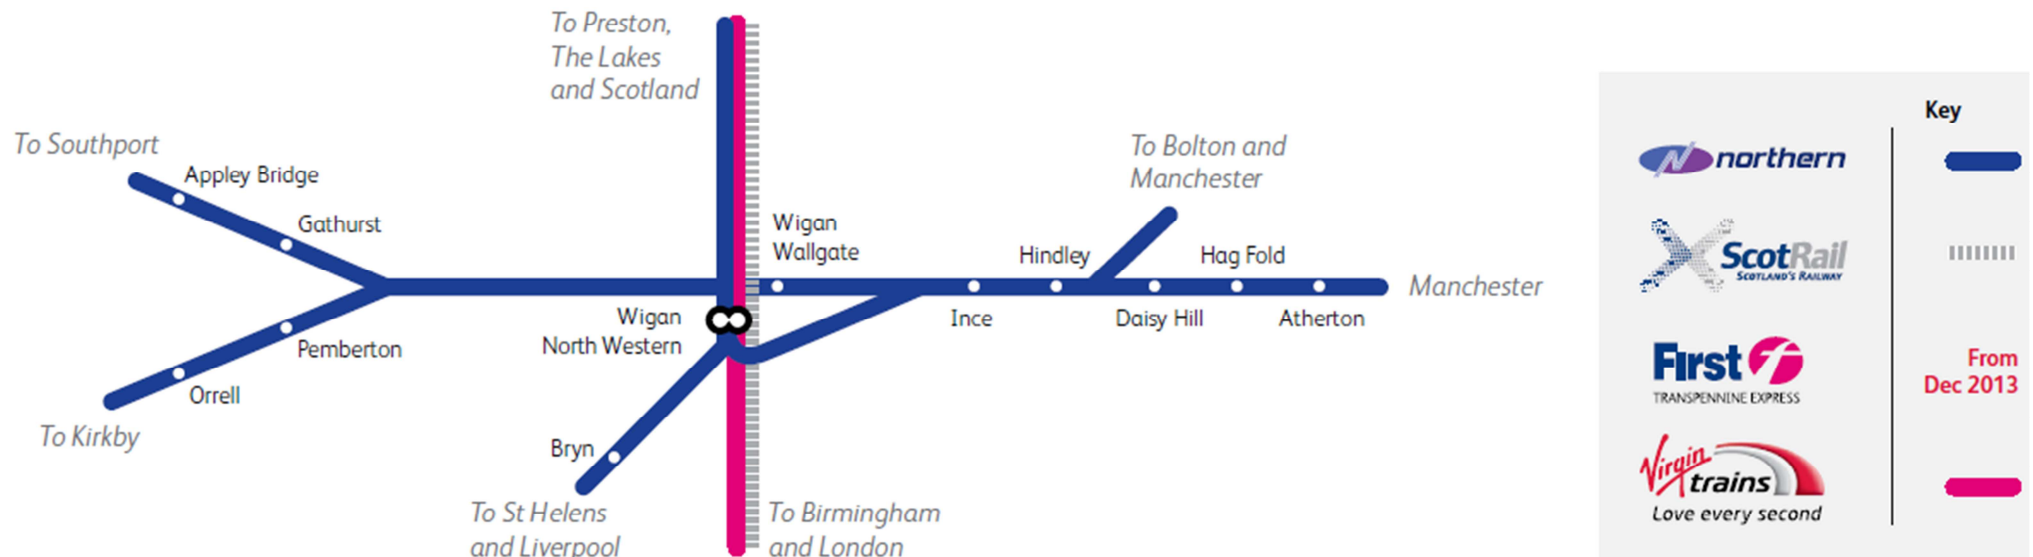 To Preston,
The Lakes
and Scotland
To Southport
Appley Bridge
Gathurst
Pemberton
Orrell
To Kirkby
Wigan
North Western
Bryn
To St Helens
and Liverpool
To Birmingham
and London
Wigan
Wallgate
Ince
Hindley
To Bolton and
Manchester
Daisy Hill
Hag Fold
Atherton
Manchester
Key
northern
ScotRail
SCOTLAND'S RAILWAY
First f
TRANSPENNINE EXPRESS
From
Dec 2013
Virgin
trains
Love every second